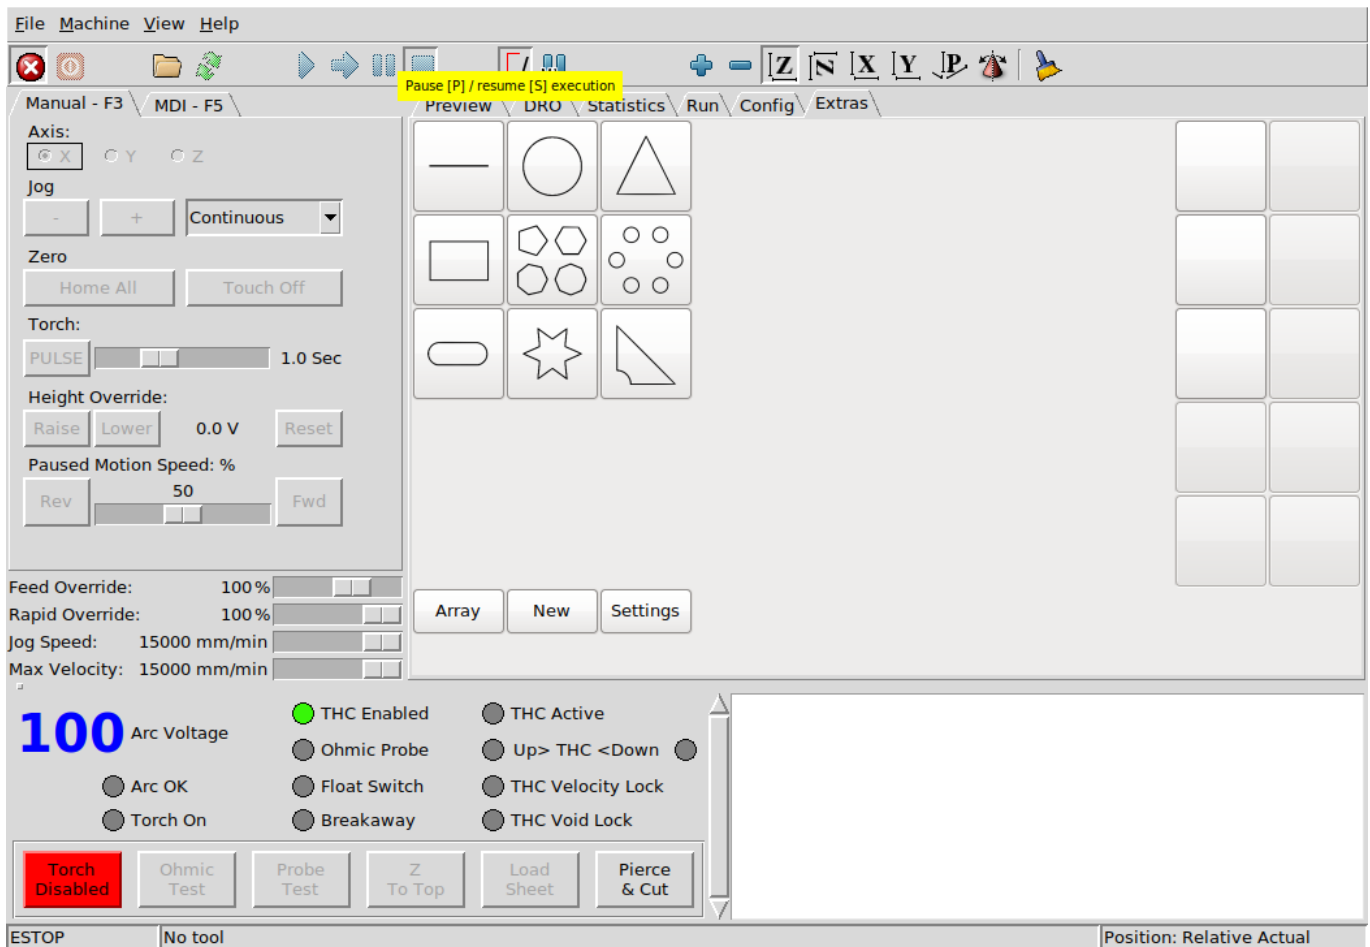 File Machine View Help
Z N X Y P
Pause [P] / resume [S] execution
Manual - F3 MDI - F5
Preview DRO Statistics Run Config Extras
Axis:
X Y Z
Jog
- + Continuous
Zero
Home All Touch Off
Torch:
PULSE 1.0 Sec
Height Override:
Raise Lower 0.0 V Reset
Paused Motion Speed: %
Rev 50 Fwd
Feed Override: 100%
Rapid Override: 100%
Jog Speed: 15000 mm/min
Max Velocity: 15000 mm/min
Array New Settings
100 Arc Voltage
Arc OK
Torch On
THC Enabled
Ohmic Probe
Float Switch
Breakaway
THC Active
Up> THC <Down
THC Velocity Lock
THC Void Lock
Torch
Disabled
Ohmic
Test
Probe
Test
Z
To Top
Load
Sheet
Pierce
& Cut
ESTOP No tool Position: Relative Actual